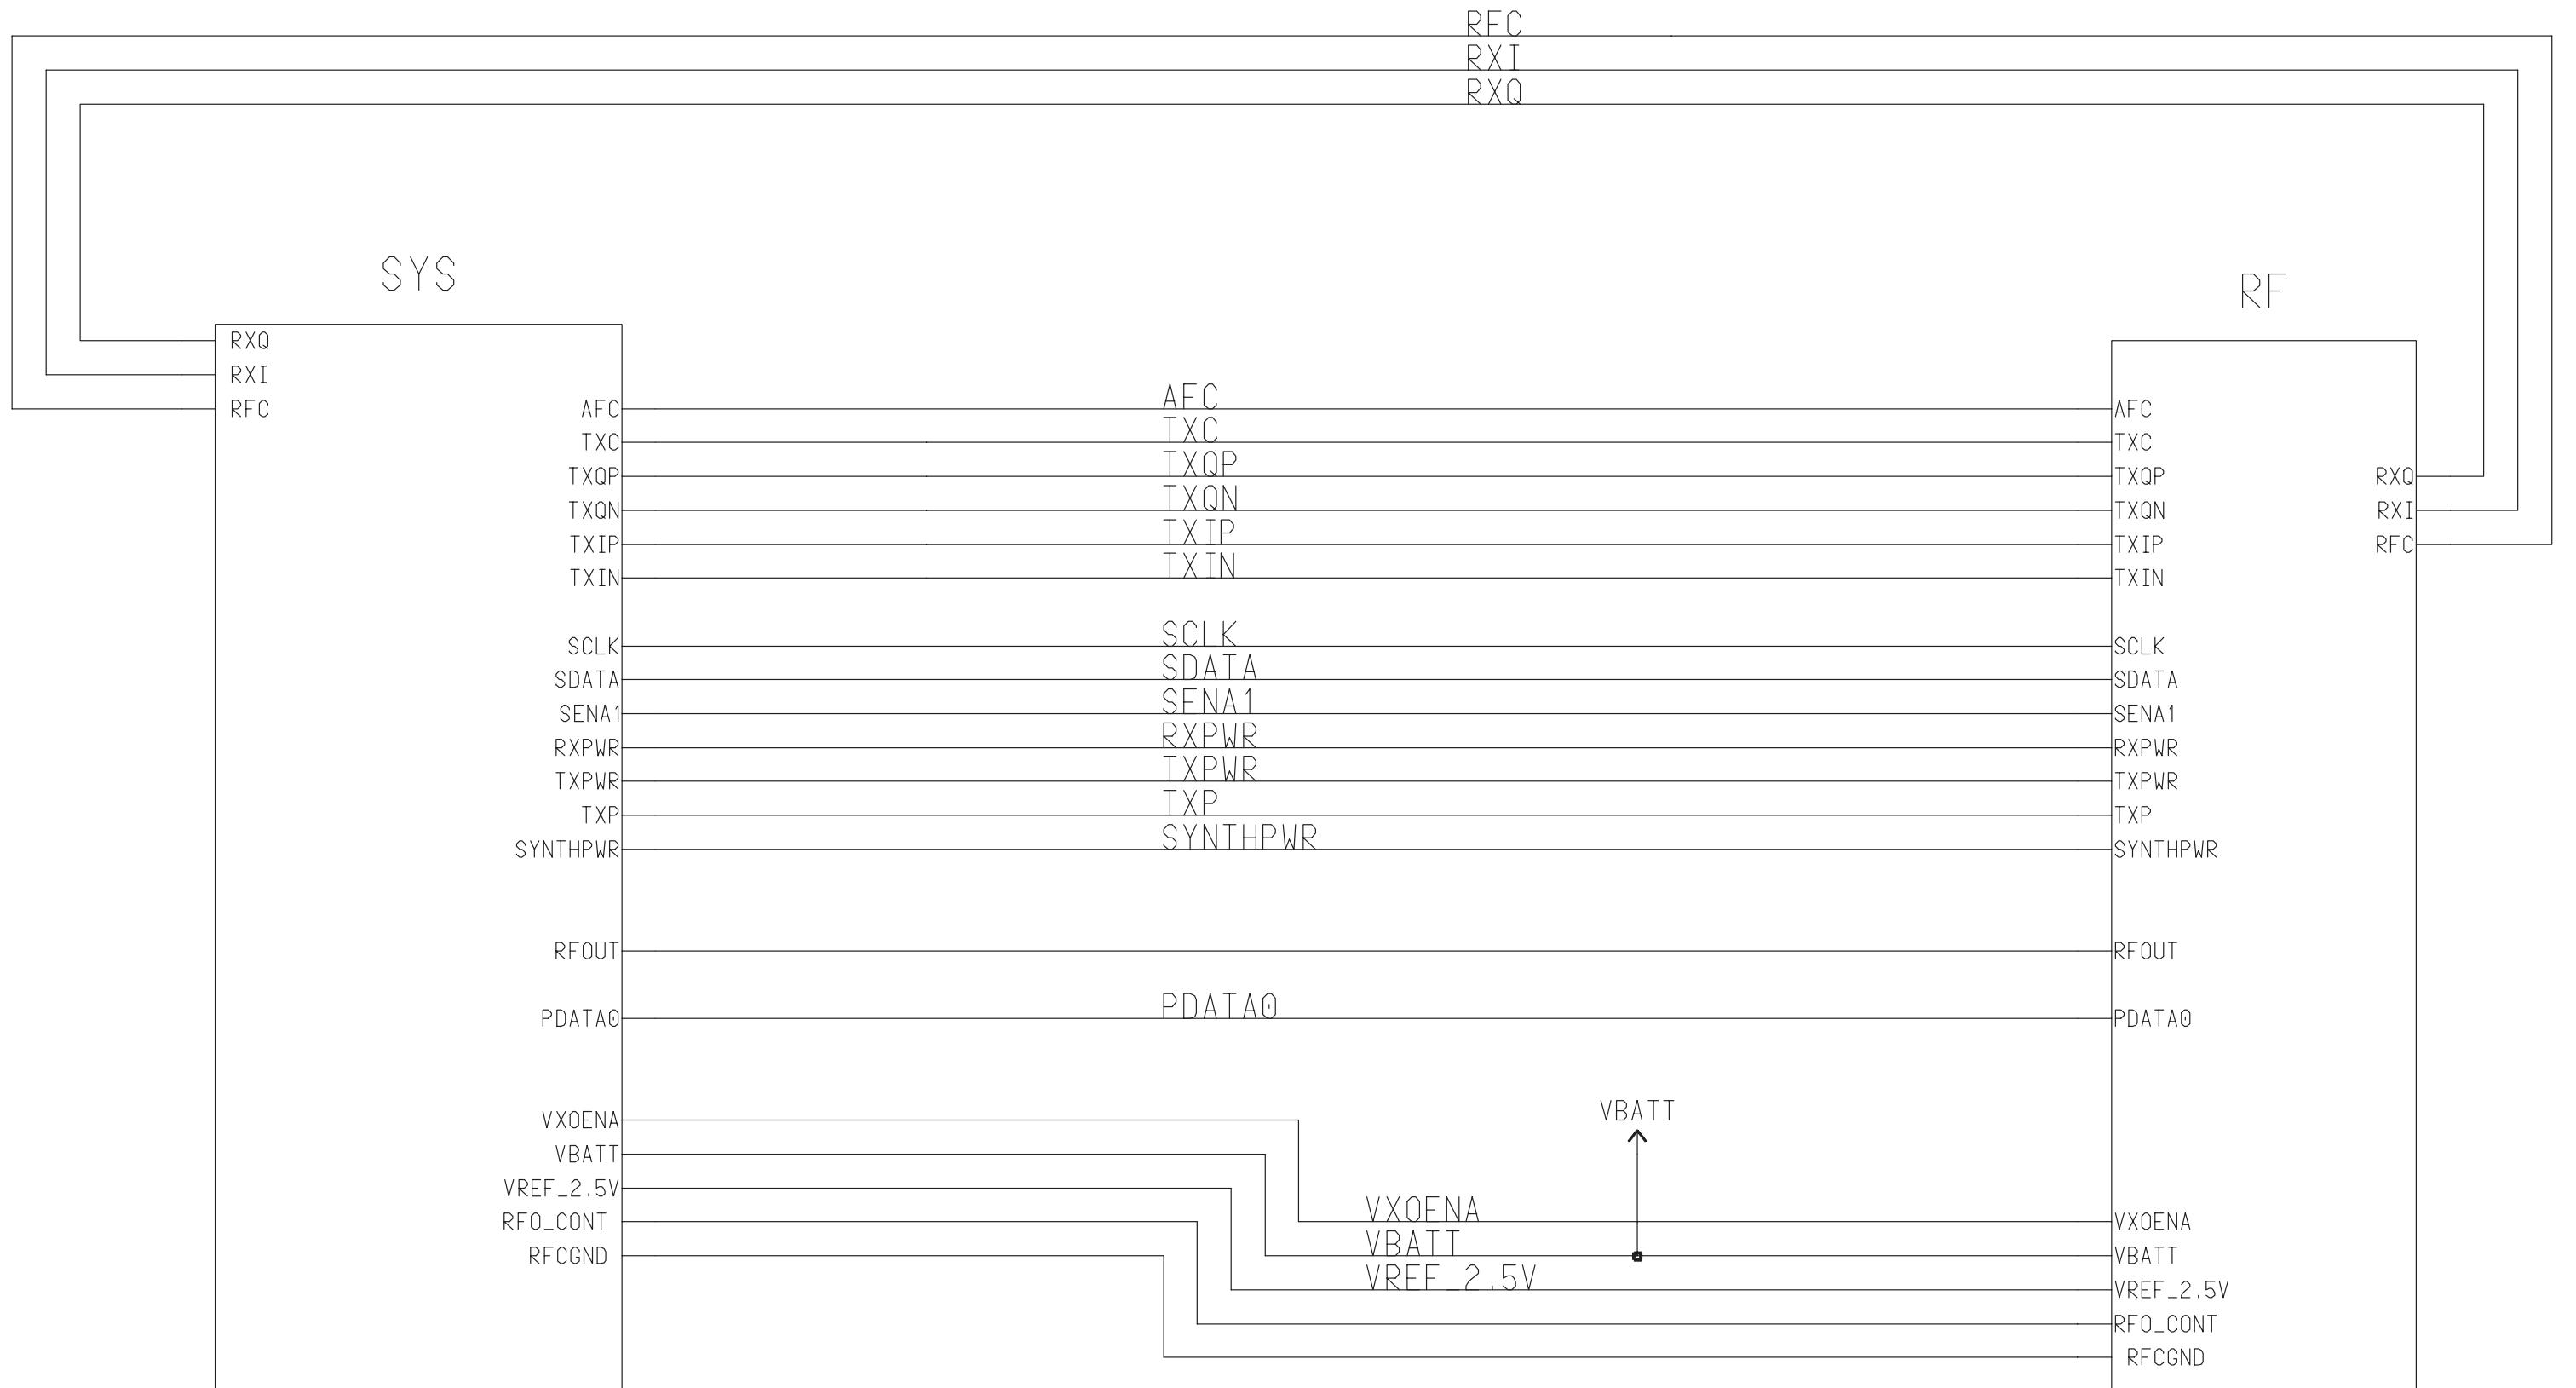 RFC
RXI
RXQ
SYS
RF
RXQ
RXI
RFC
AFC AFC AFC
TXC TXC TXC
TXQP TXQP TXQP RXQ
TXQN TXQN TXQN RXI
TXIP TXIP TXIP RFC
TXIN TXIN TXIN
SCLK SCLK SCLK
SDATA SDATA SDATA
SENA1 SENA1 SENA1
RXPWR RXPWR RXPWR
TXPWR TXPWR TXPWR
TXP TXP TXP
SYNTHPWR SYNTHPWR SYNTHPWR
RFOUT RFOUT
PDATA0 PDATA0 PDATA0
VXOENA VBATT
VBATT
VREF_2.5V
RFO_CONT VXOENA VXOENA
RFCGND VBATT VBATT
VREF_2.5V VREF_2.5V
RFO_CONT
RFCGND